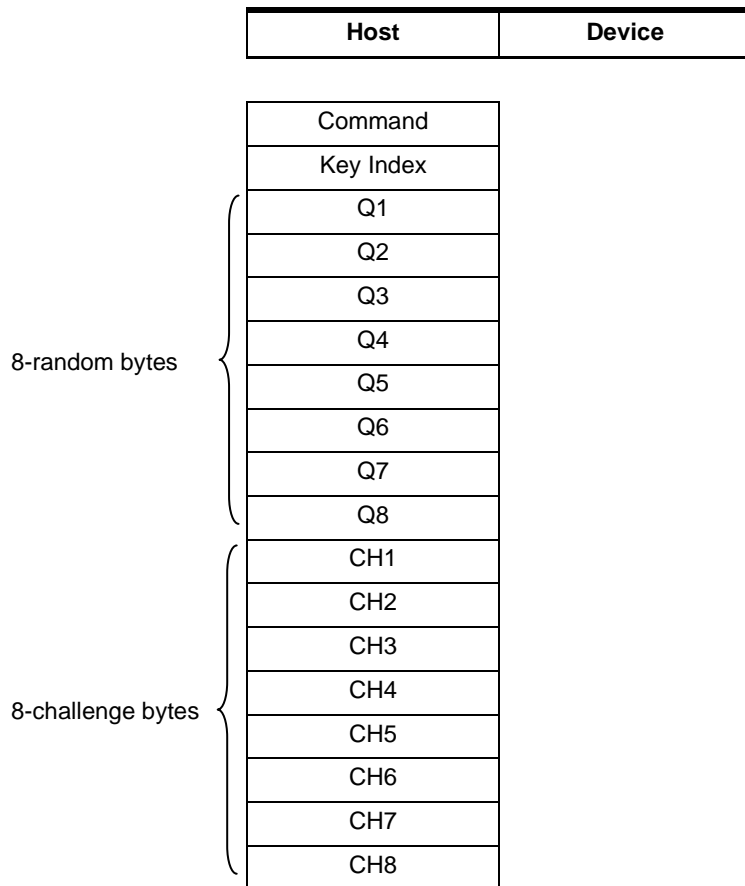 Host Device
Command
Key Index
Q1
Q2
Q3
Q4
8-random bytes
Q5
Q6
Q7
Q8
CH1
CH2
CH3
CH4
8-challenge bytes
CH5
CH6
CH7
CH8